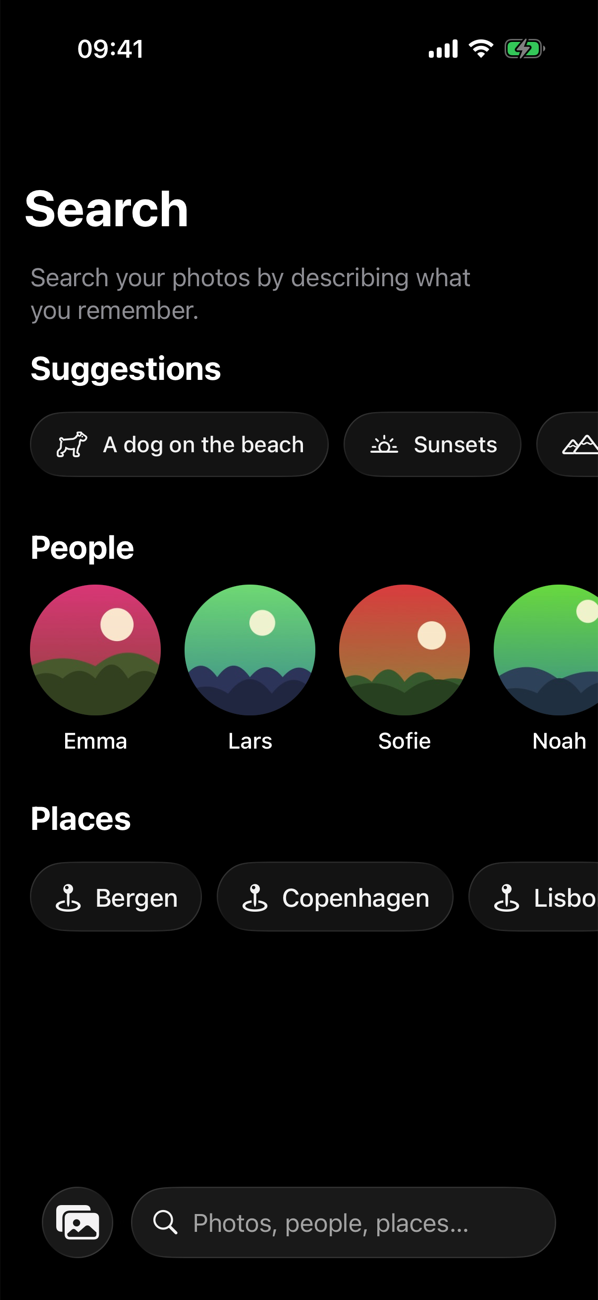 09:41
Search
Search your photos by describing what
you remember.
Suggestions
A dog on the beach
Sunsets
People
Emma
Lars
Sofie
Noah
Places
Bergen
Copenhagen
Lisbo
Photos, people, places...